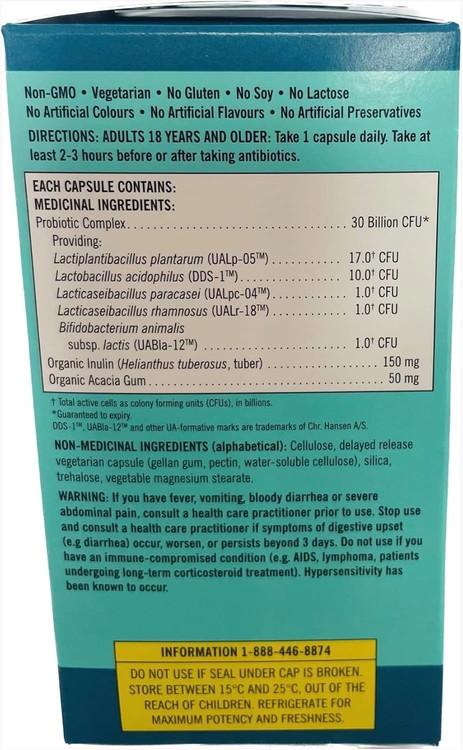 Non-GMO • Vegetarian • No Gluten • No Soy • No Lactose
No Artificial Colours • No Artificial Flavours • No Artificial Preservatives
DIRECTIONS: ADULTS 18 YEARS AND OLDER: Take 1 capsule daily. Take at
least 2-3 hours before or after taking antibiotics.
EACH CAPSULE CONTAINS:
MEDICINAL INGREDIENTS:
Probiotic Complex.......................................... 30 Billion CFU*
Providing:
Lactiplantibacillus plantarum (UALp-05™) ............. 17.0† CFU
Lactobacillus acidophilus (DDS-1™).................... 10.0† CFU
Lacticaseibacillus paracasei (UALpc-04™).............. 1.0† CFU
Lacticaseibacillus rhamnosus (UALr-18™) .............. 1.0† CFU
Bifidobacterium animalis
subsp. lactis (UABla-12™) ........................... 1.0† CFU
Organic Inulin (Helianthus tuberosus, tuber) .................... 150 mg
Organic Acacia Gum........................................... 50 mg
† Total active cells as colony forming units (CFUs), in billions.
*Guaranteed to expiry.
DDS-1™, UABla-12™ and other UA-formative marks are trademarks of Chr. Hansen A/S.
NON-MEDICINAL INGREDIENTS (alphabetical): Cellulose, delayed release
vegetarian capsule (gellan gum, pectin, water-soluble cellulose), silica,
trehalose, vegetable magnesium stearate.
WARNING: If you have fever, vomiting, bloody diarrhea or severe
abdominal pain, consult a health care practitioner prior to use. Stop use
and consult a health care practitioner if symptoms of digestive upset
(e.g diarrhea) occur, worsen, or persists beyond 3 days. Do not use if you
have an immune-compromised condition (e.g. AIDS, lymphoma, patients
undergoing long-term corticosteroid treatment). Hypersensitivity has
been known to occur.
INFORMATION 1-888-446-8874
DO NOT USE IF SEAL UNDER CAP IS BROKEN.
STORE BETWEEN 15°C AND 25°C, OUT OF THE
REACH OF CHILDREN. REFRIGERATE FOR
MAXIMUM POTENCY AND FRESHNESS.